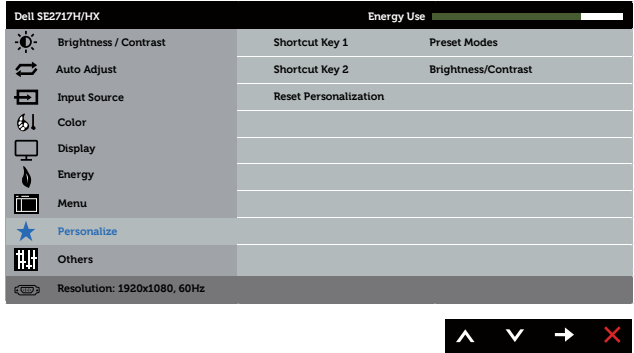 Dell SE2717H/HX Energy Use
Brightness / Contrast Shortcut Key 1 Preset Modes
Auto Adjust Shortcut Key 2 Brightness/Contrast
Input Source Reset Personalization
Color
Display
Energy
Menu
Personalize
Others
Resolution: 1920x1080, 60Hz